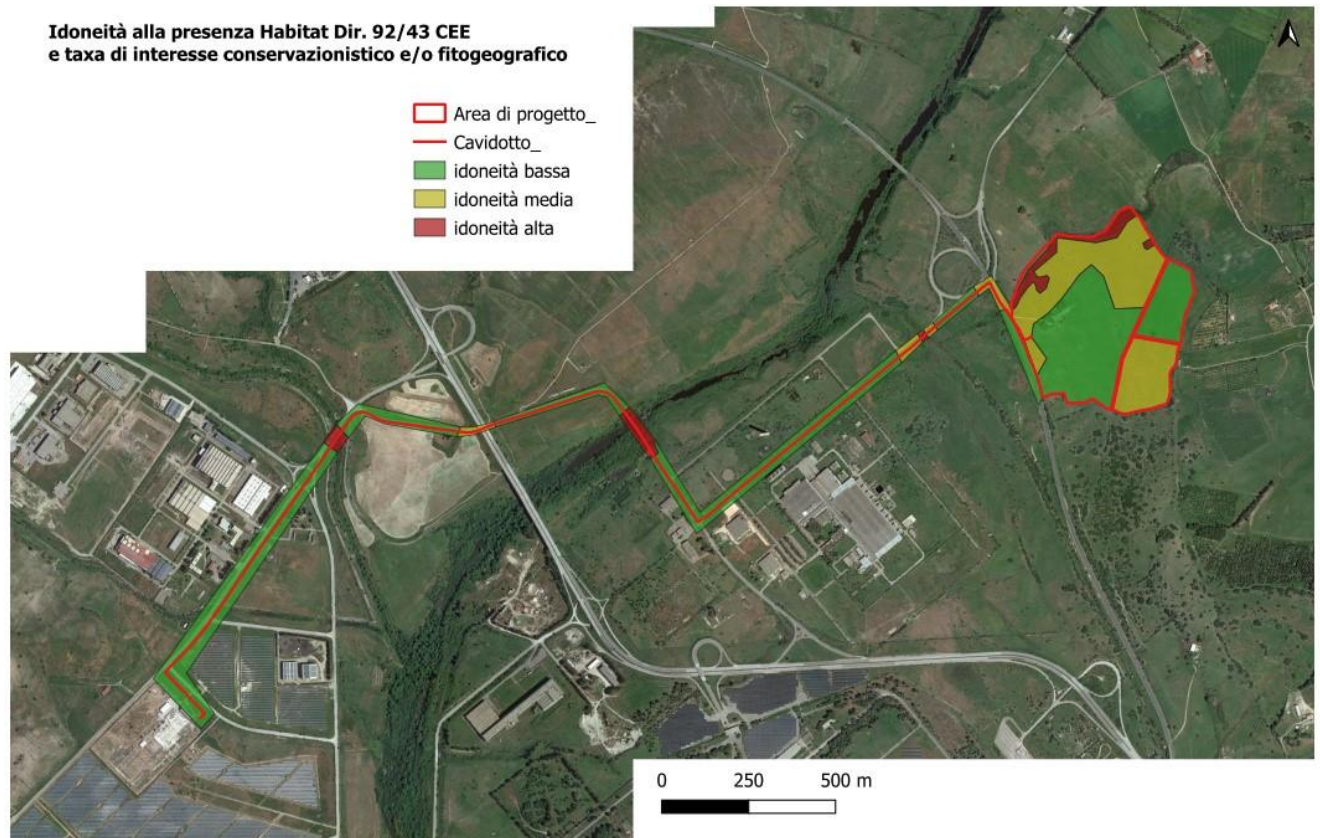 Idoneità alla presenza Habitat Dir. 92/43 CEE
e taxa di interesse conservazionistico e/o fitogeografico
Area di progetto_
Cavidotto_
idoneità bassa
idoneità media
idoneità alta
0 250 500 m